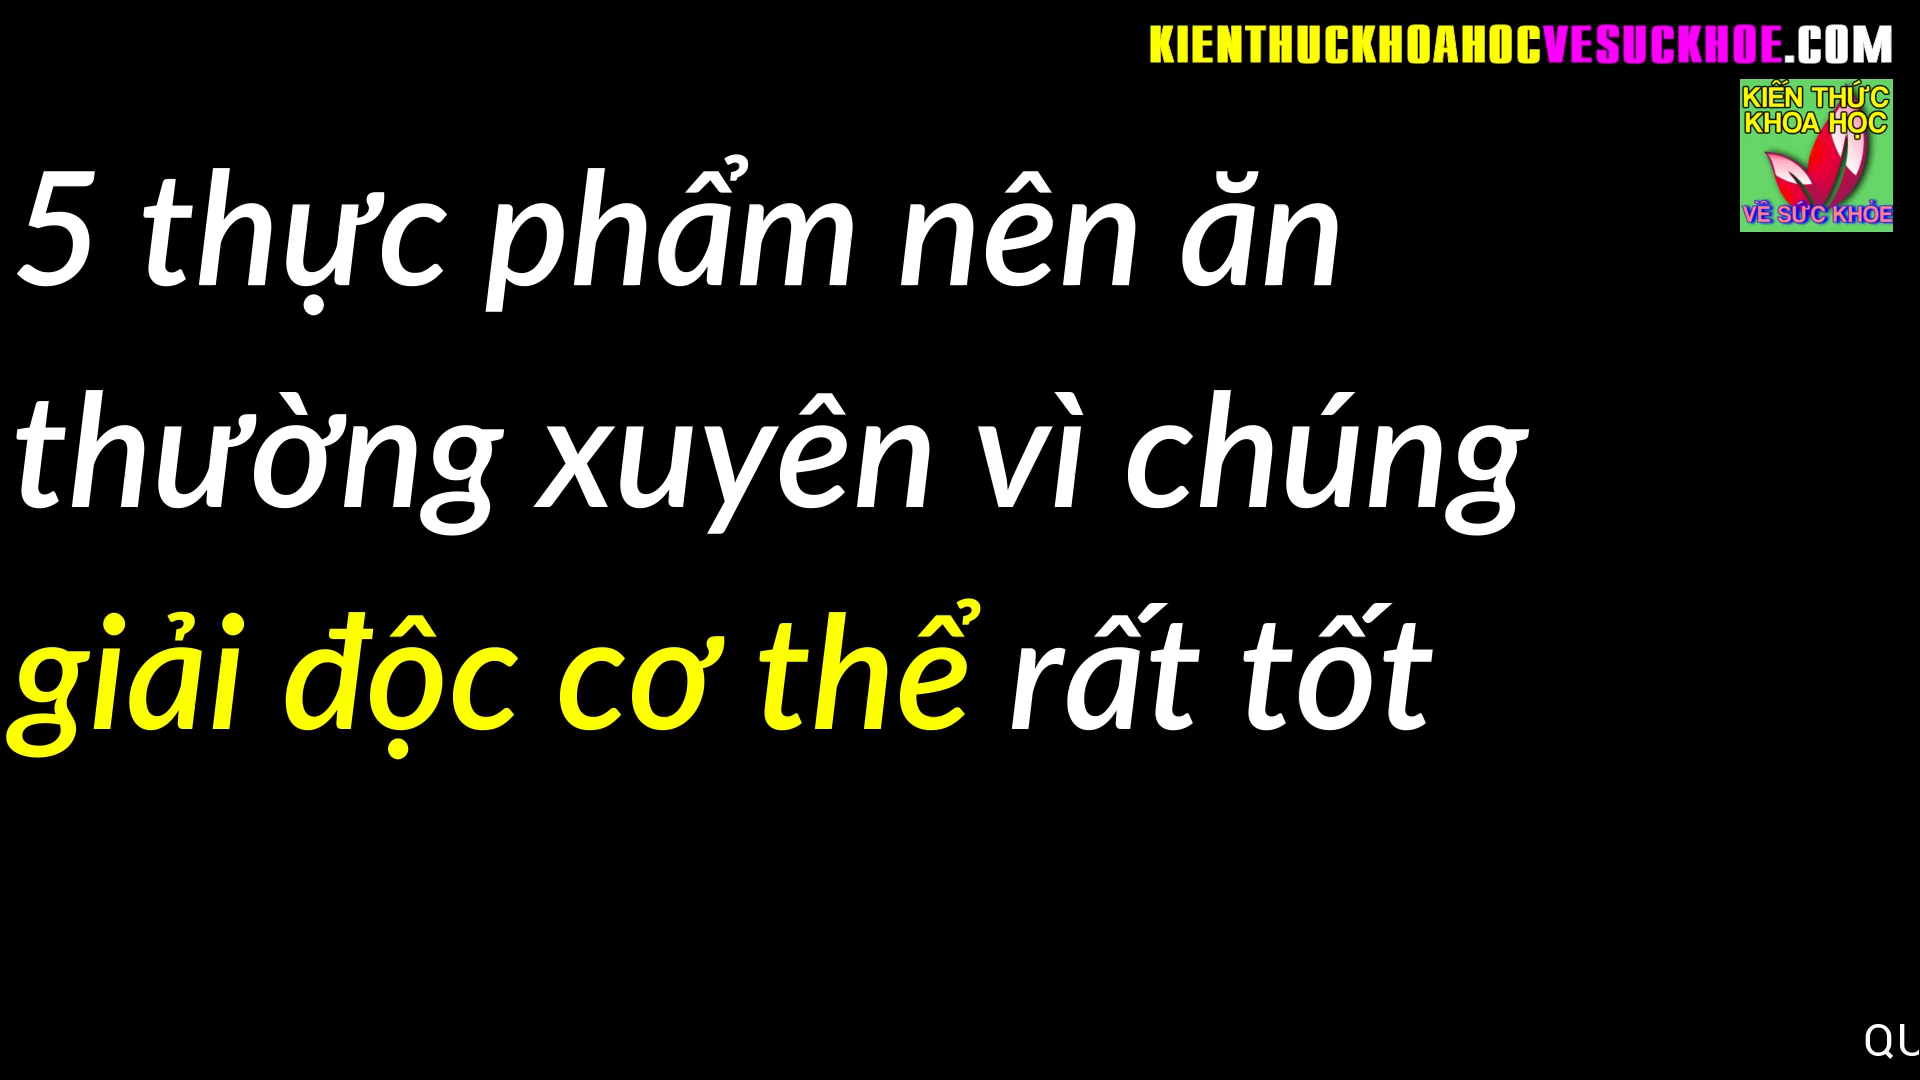 KIENTHUCKHOAHOCVESUCKHOE.COM
KIẾN THỨC
KHOA HỌC
VỀ SỨC KHỎE
5 thực phẩm nên ăn
thường xuyên vì chúng
giải độc cơ thể rất tốt
QU